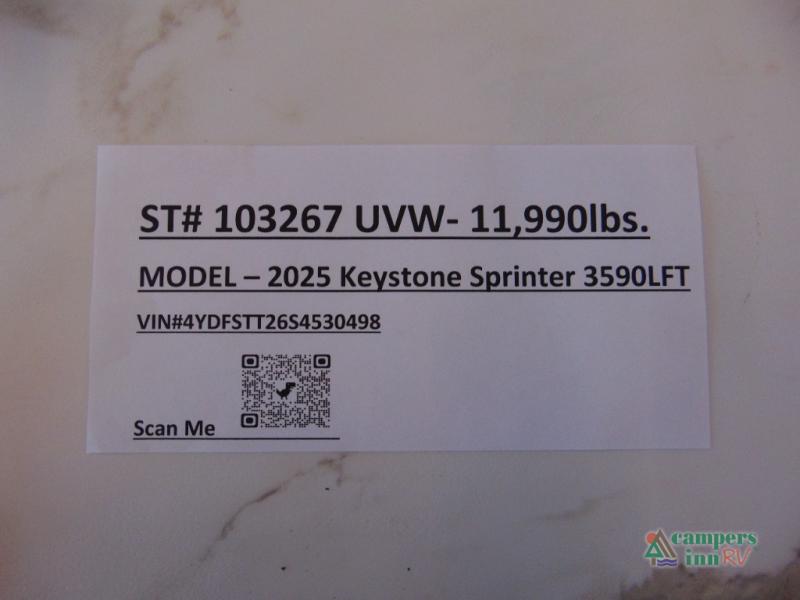 ST# 103267 UVW- 11,990lbs.
MODEL – 2025 Keystone Sprinter 3590LFT
VIN#4YDFSTT26S4530498
Scan Me
campers
inn RV